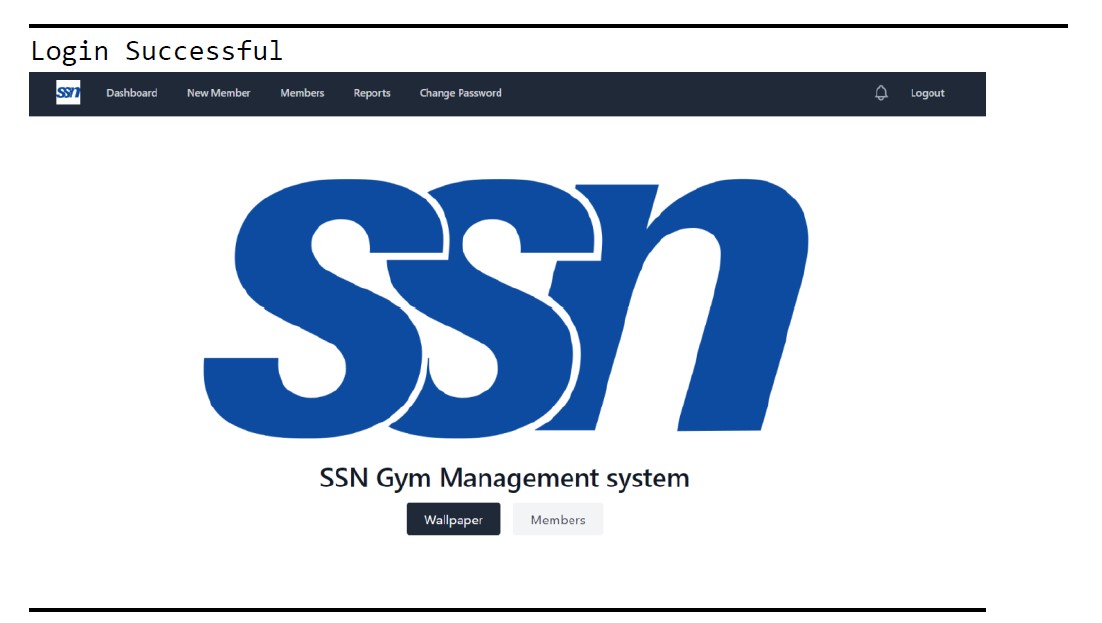 Login Successful
ssn Dashboard New Member Members Reports Change Password Logout
ssn
SSN Gym Management system
Wallpaper Members